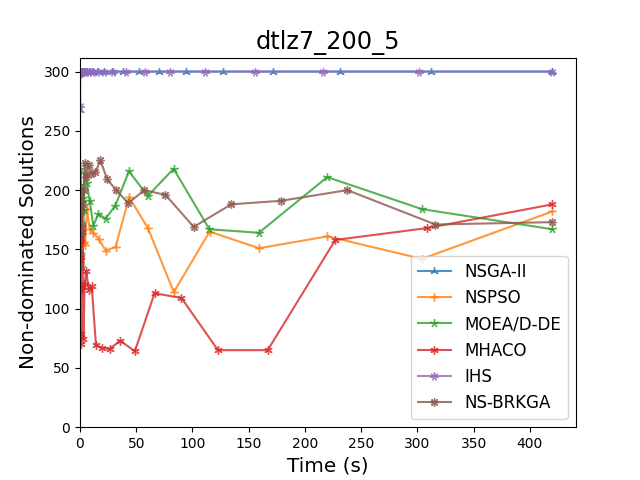 dtlz7_200_5
Non-dominated Solutions
300
250
200
150
100
50
0
0 50 100 150 200 250 300 350 400
Time (s)
NSGA-II
NSPSO
MOEA/D-DE
MHACO
IHS
NS-BRKGA